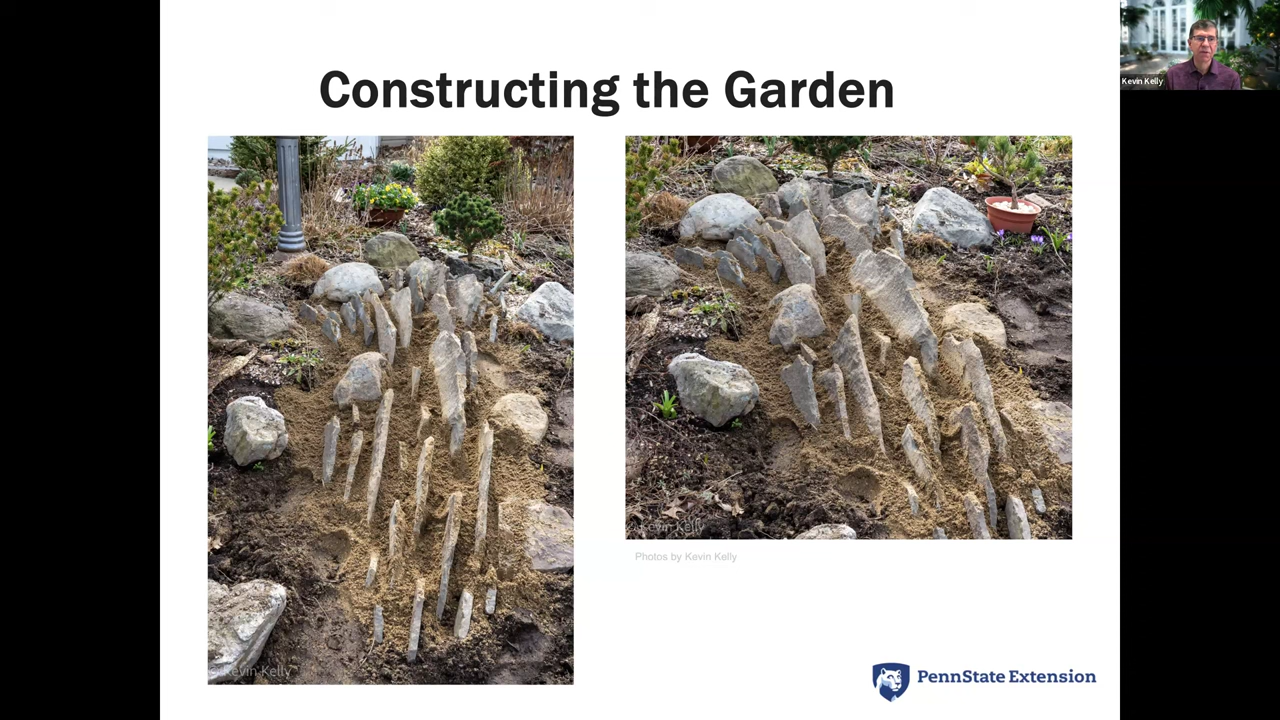 Constructing the Garden
Kevin Kelly
Kevin Kelly
Photos by Kevin Kelly
Kevin Kelly
PennState Extension